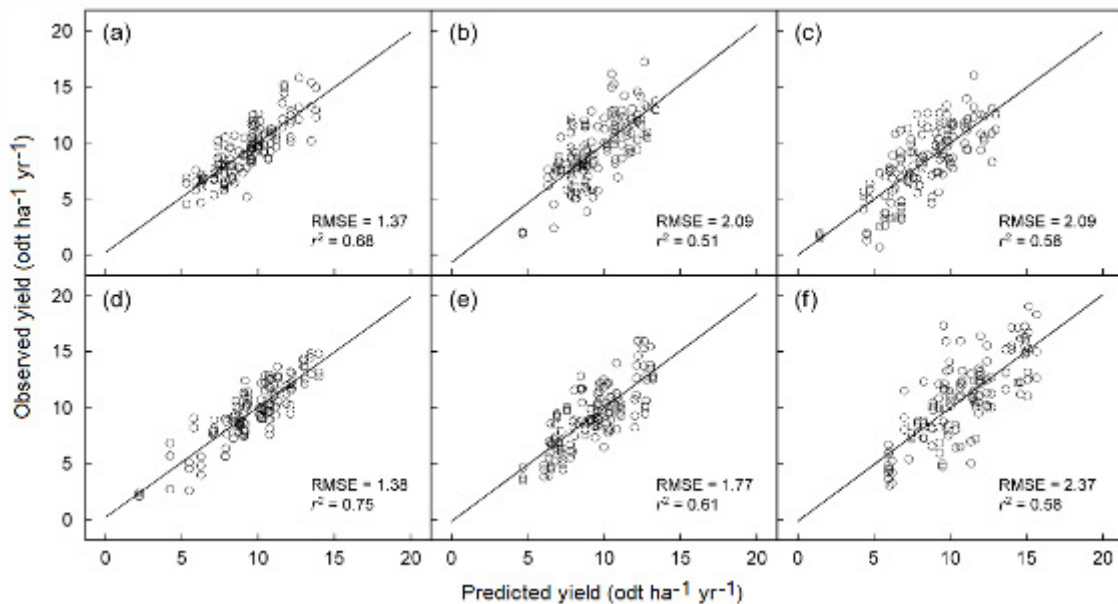 Observed yield (odt ha-1 yr-1)
20
15
10
5
0
(a)
RMSE = 1.37
r2 = 0.68
(b)
RMSE = 2.09
r2 = 0.51
(c)
RMSE = 2.09
r2 = 0.58
20
15
10
5
0
(d)
RMSE = 1.38
r2 = 0.75
(e)
RMSE = 1.77
r2 = 0.61
(f)
RMSE = 2.37
r2 = 0.58
0 5 10 15 20 0 5 10 15 20 0 5 10 15 20
Predicted yield (odt ha-1 yr-1)